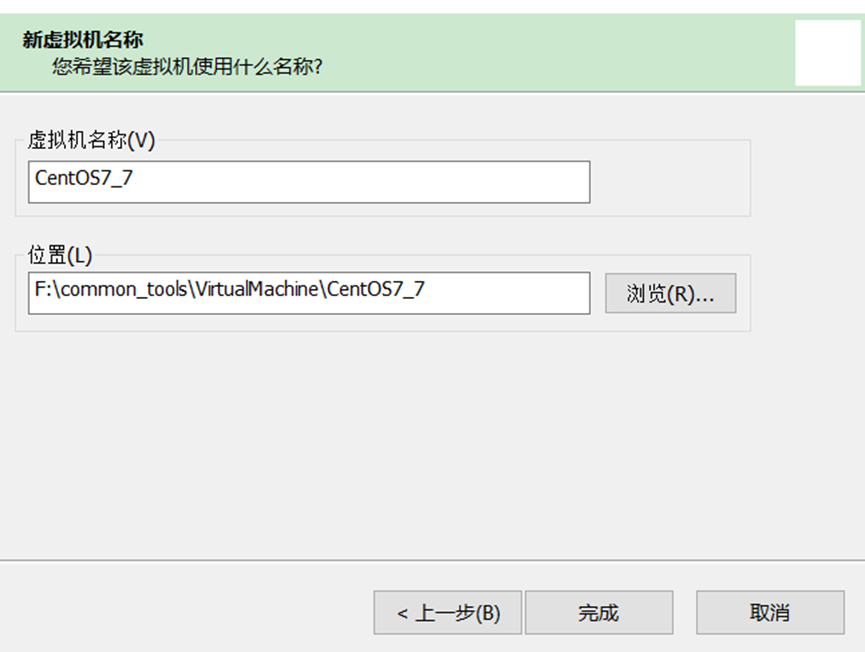 新虚拟机名称
您希望该虚拟机使用什么名称?
虚拟机名称(V)
CentOS7_7
位置(L)
F:\common_tools\VirtualMachine\CentOS7_7
浏览(R)...
< 上一步(B)
完成
取消